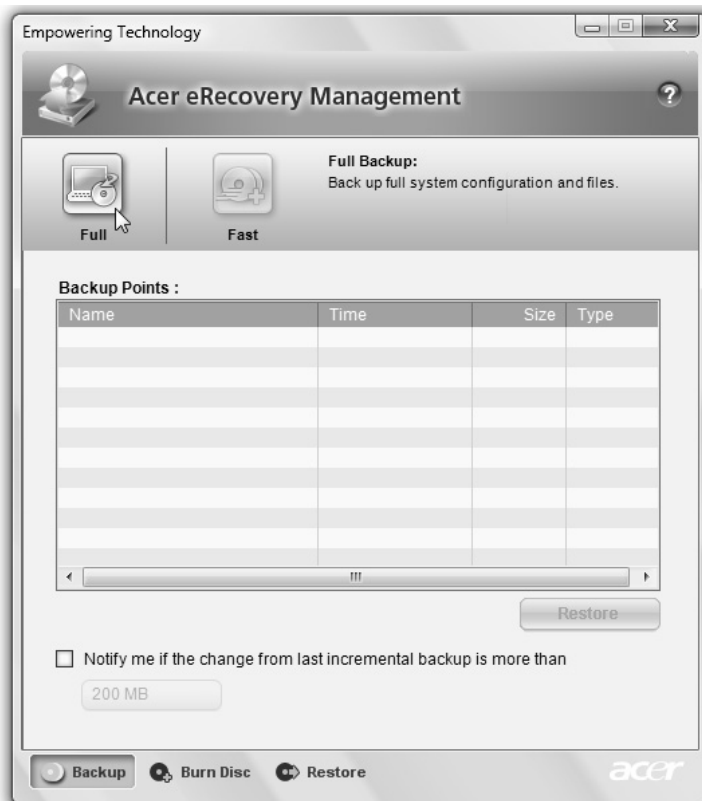 Empowering Technology
Acer eRecovery Management
?
Full
Fast
Full Backup:
Back up full system configuration and files.
Backup Points :
Name Time Size Type
Restore
Notify me if the change from last incremental backup is more than
200 MB
Backup Burn Disc Restore acer